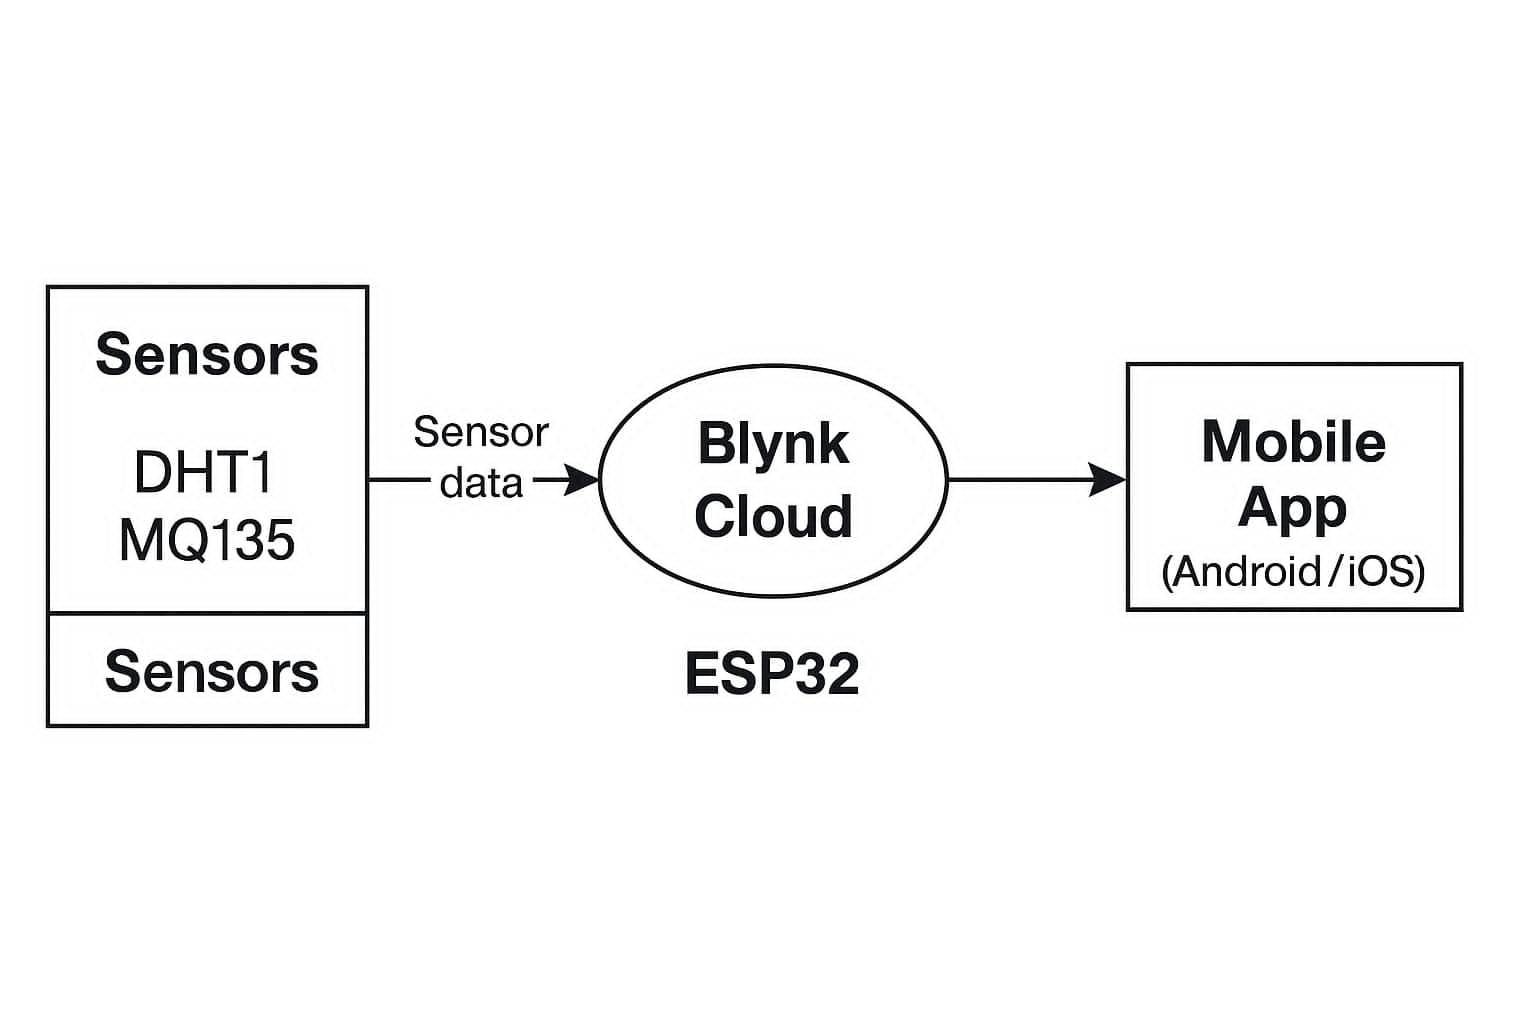 Sensors
DHT1
MQ135
Sensors
Sensor
data
Blynk
Cloud
ESP32
Mobile
App
(Android/iOS)